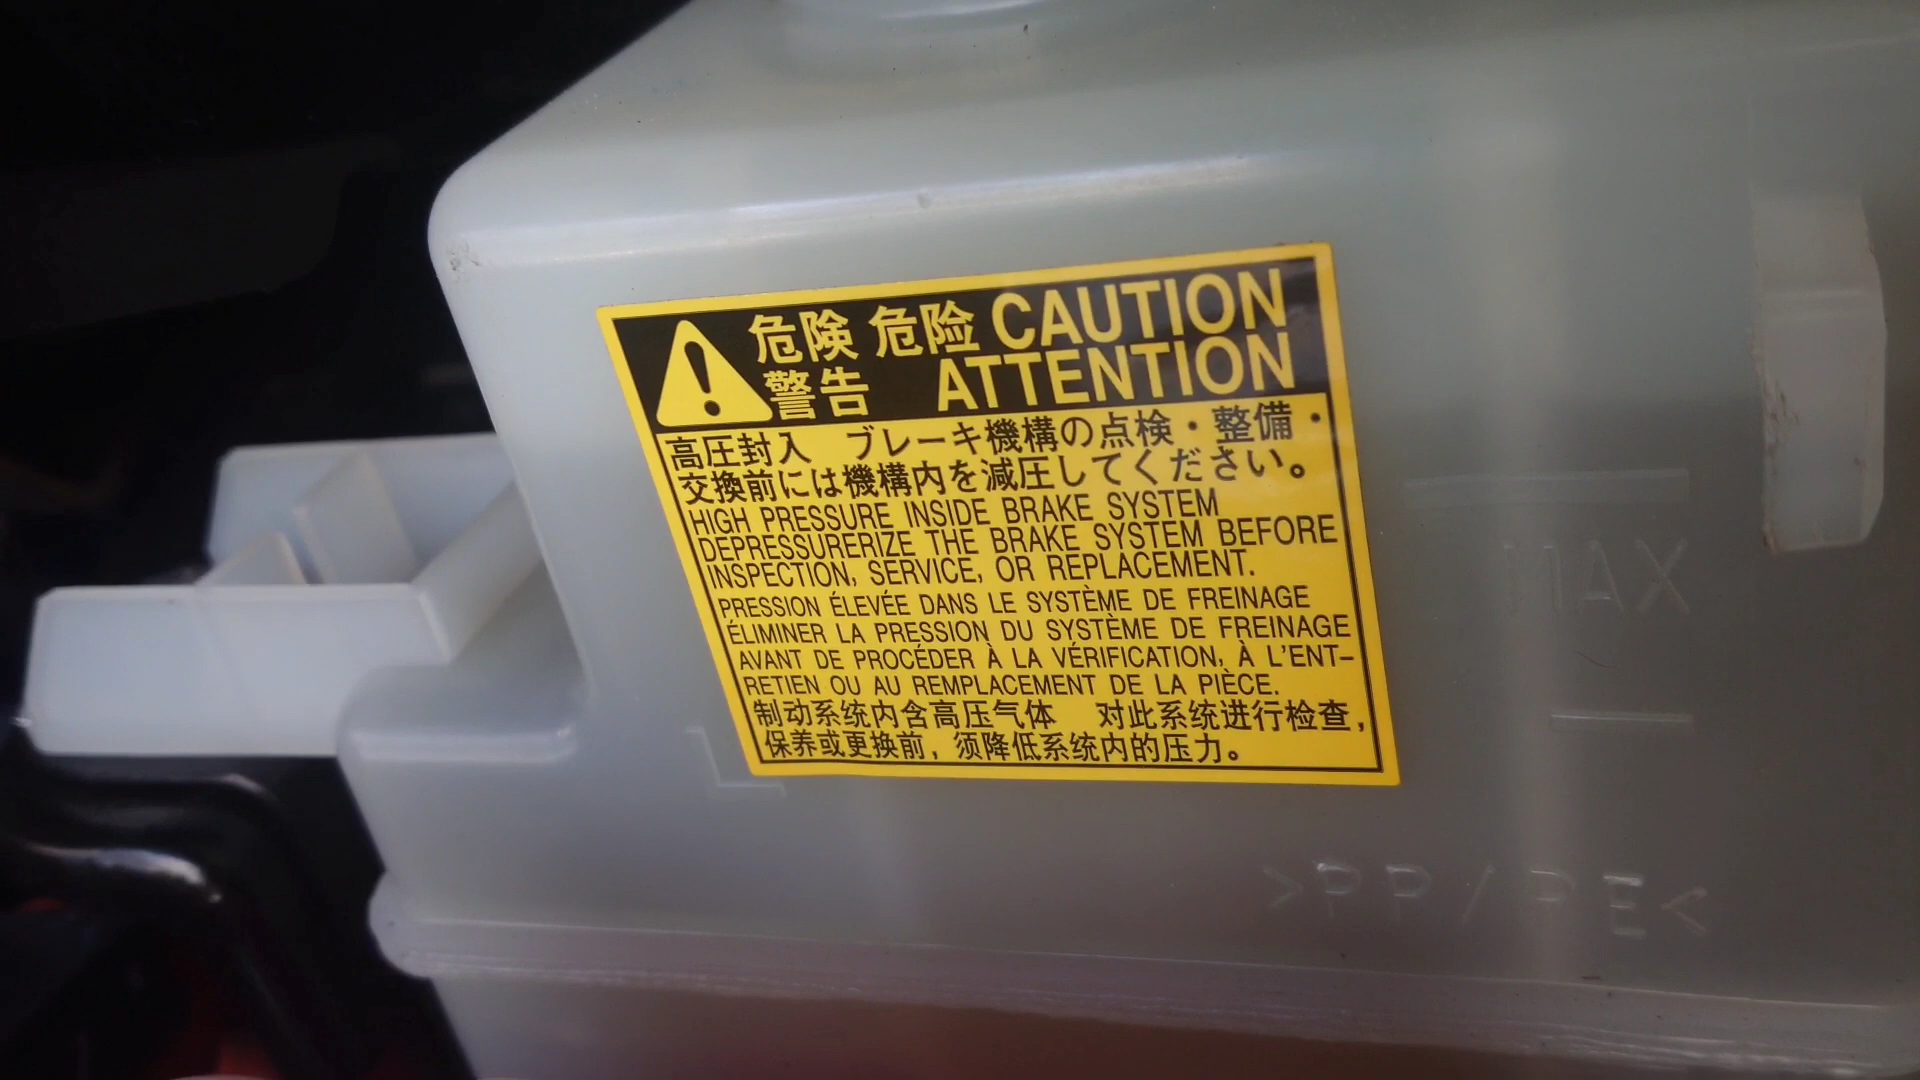 危険 危险 CAUTION
警告 ATTENTION
高圧封入 ブレーキ機構の点検・整備・
交換前には機構内を減圧してください。
HIGH PRESSURE INSIDE BRAKE SYSTEM
DEPRESSURERIZE THE BRAKE SYSTEM BEFORE
INSPECTION, SERVICE, OR REPLACEMENT.
PRESSION ÉLEVÉE DANS LE SYSTÈME DE FREINAGE
ÉLIMINER LA PRESSION DU SYSTÈME DE FREINAGE
AVANT DE PROCÉDER À LA VÉRIFICATION, À L'ENT-
RETIEN OU AU REMPLACEMENT DE LA PIÈCE.
制动系统内含高压气体 对此系统进行检查,
保养或更换前, 须降低系统内的压力。
MAX
>PP/PE<